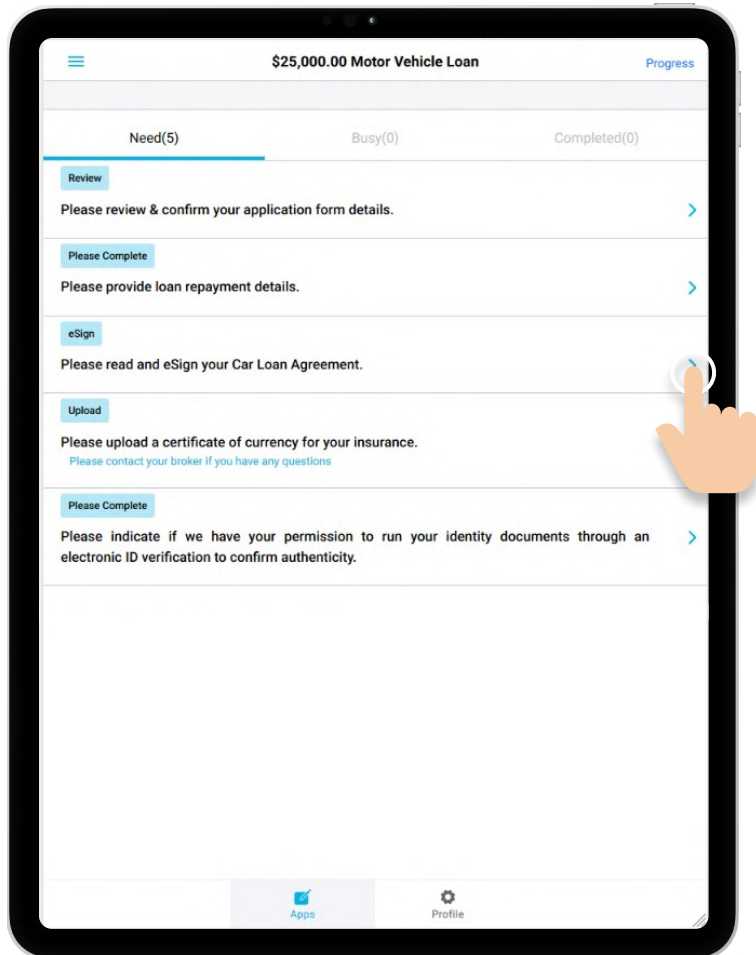 $25,000.00 Motor Vehicle Loan
Progress
Need(5)
Busy(0)
Completed(0)
Review
Please review & confirm your application form details.
Please Complete
Please provide loan repayment details.
eSign
Please read and eSign your Car Loan Agreement.
Upload
Please upload a certificate of currency for your insurance.
Please contact your broker if you have any questions
Please Complete
Please indicate if we have your permission to run your identity documents through an
electronic ID verification to confirm authenticity.
Apps
Profile